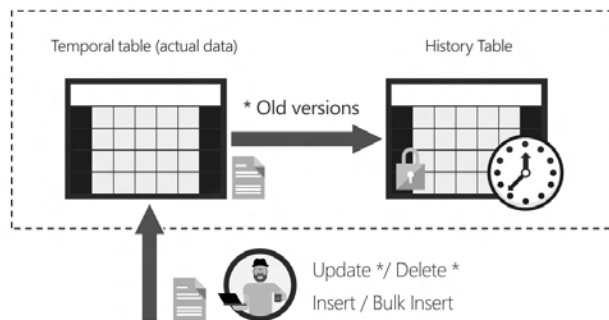 Temporal table (actual data)
History Table
* Old versions
Update */ Delete *
Insert / Bulk Insert